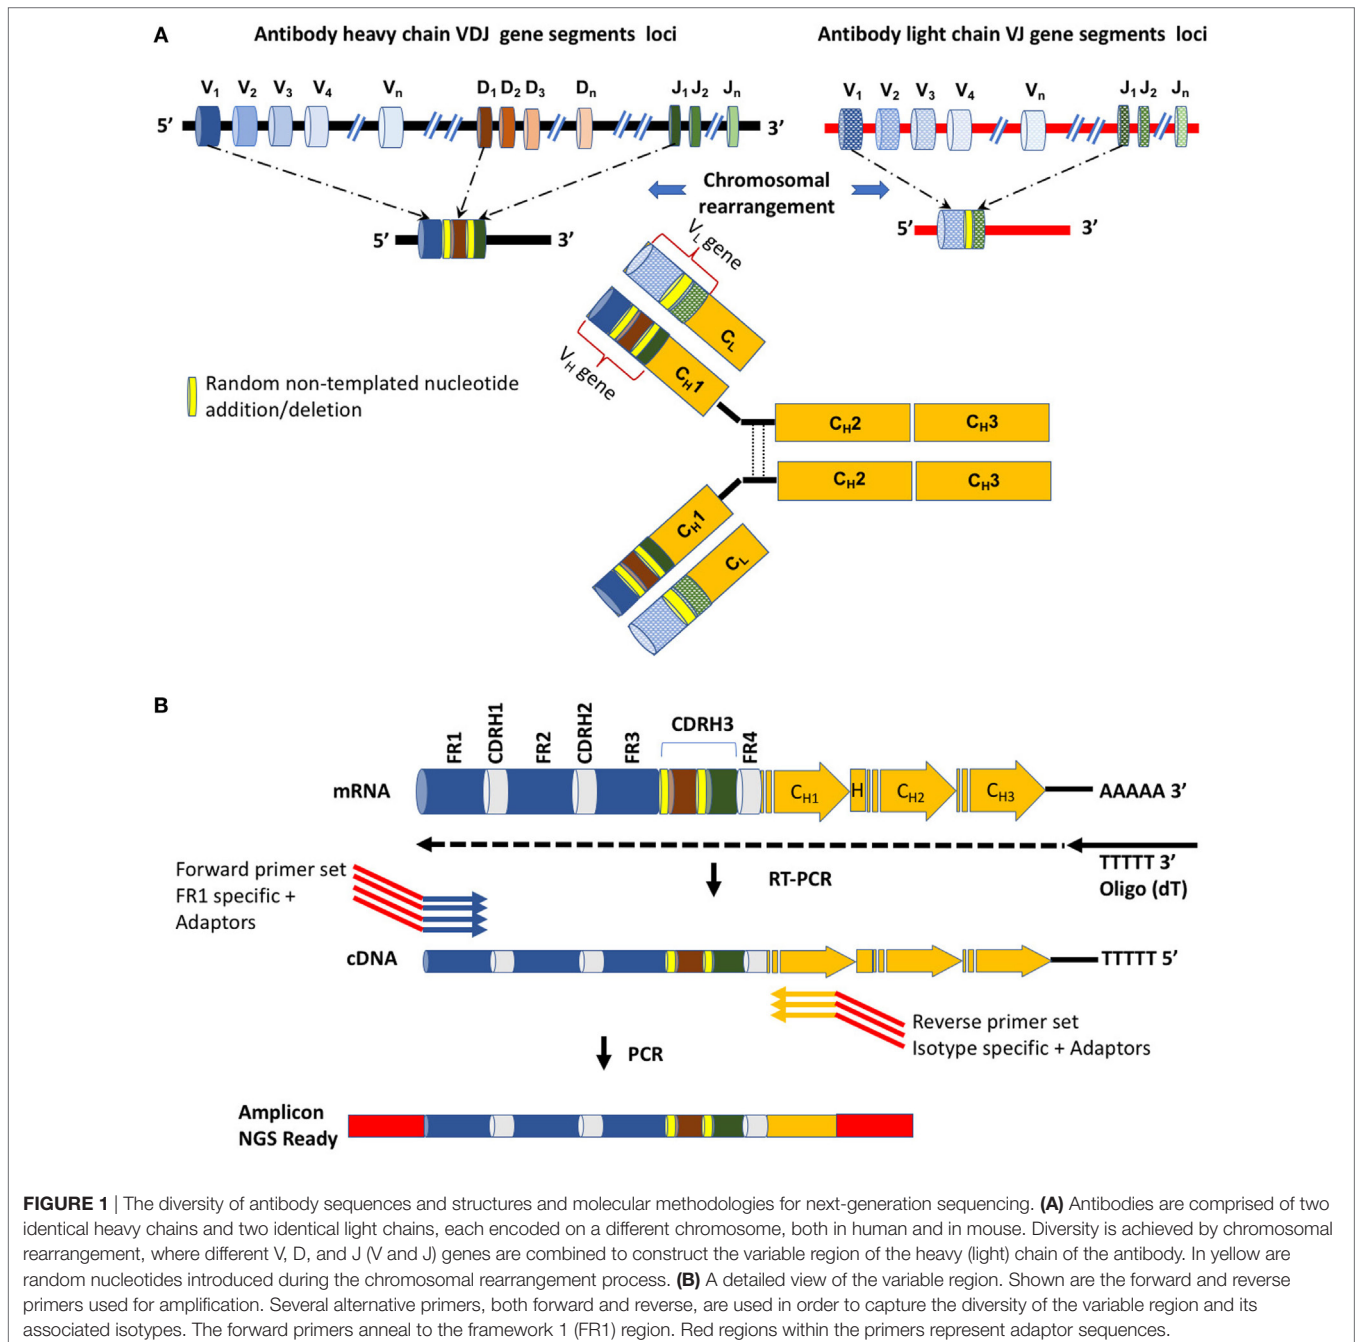 A
Antibody heavy chain VDJ gene segments loci
Antibody light chain VJ gene segments loci
V1 V2 V3 V4 Vn D1 D2 D3 Dn J1 J2 Jn
V1 V2 V3 V4 Vn J1 J2 Jn
5’ 3’
Chromosomal
rearrangement
5’ 3’
5’ 3’
VL gene
VH gene
CL
CH1
Random non-templated nucleotide
addition/deletion
CH2 CH3
CH2 CH3
CH1
CL
B
FR1 CDRH1 FR2 CDRH2 FR3 CDRH3 FR4
mRNA
CH1 H CH2 CH3
AAAAA 3’
TTTTT 3’
Oligo (dT)
Forward primer set
FR1 specific +
Adaptors
RT-PCR
cDNA
TTTTT 5’
Reverse primer set
Isotype specific + Adaptors
PCR
Amplicon
NGS Ready
FIGURE 1 | The diversity of antibody sequences and structures and molecular methodologies for next-generation sequencing. (A) Antibodies are comprised of two
identical heavy chains and two identical light chains, each encoded on a different chromosome, both in human and in mouse. Diversity is achieved by chromosomal
rearrangement, where different V, D, and J (V and J) genes are combined to construct the variable region of the heavy (light) chain of the antibody. In yellow are
random nucleotides introduced during the chromosomal rearrangement process. (B) A detailed view of the variable region. Shown are the forward and reverse
primers used for amplification. Several alternative primers, both forward and reverse, are used in order to capture the diversity of the variable region and its
associated isotypes. The forward primers anneal to the framework 1 (FR1) region. Red regions within the primers represent adaptor sequences.